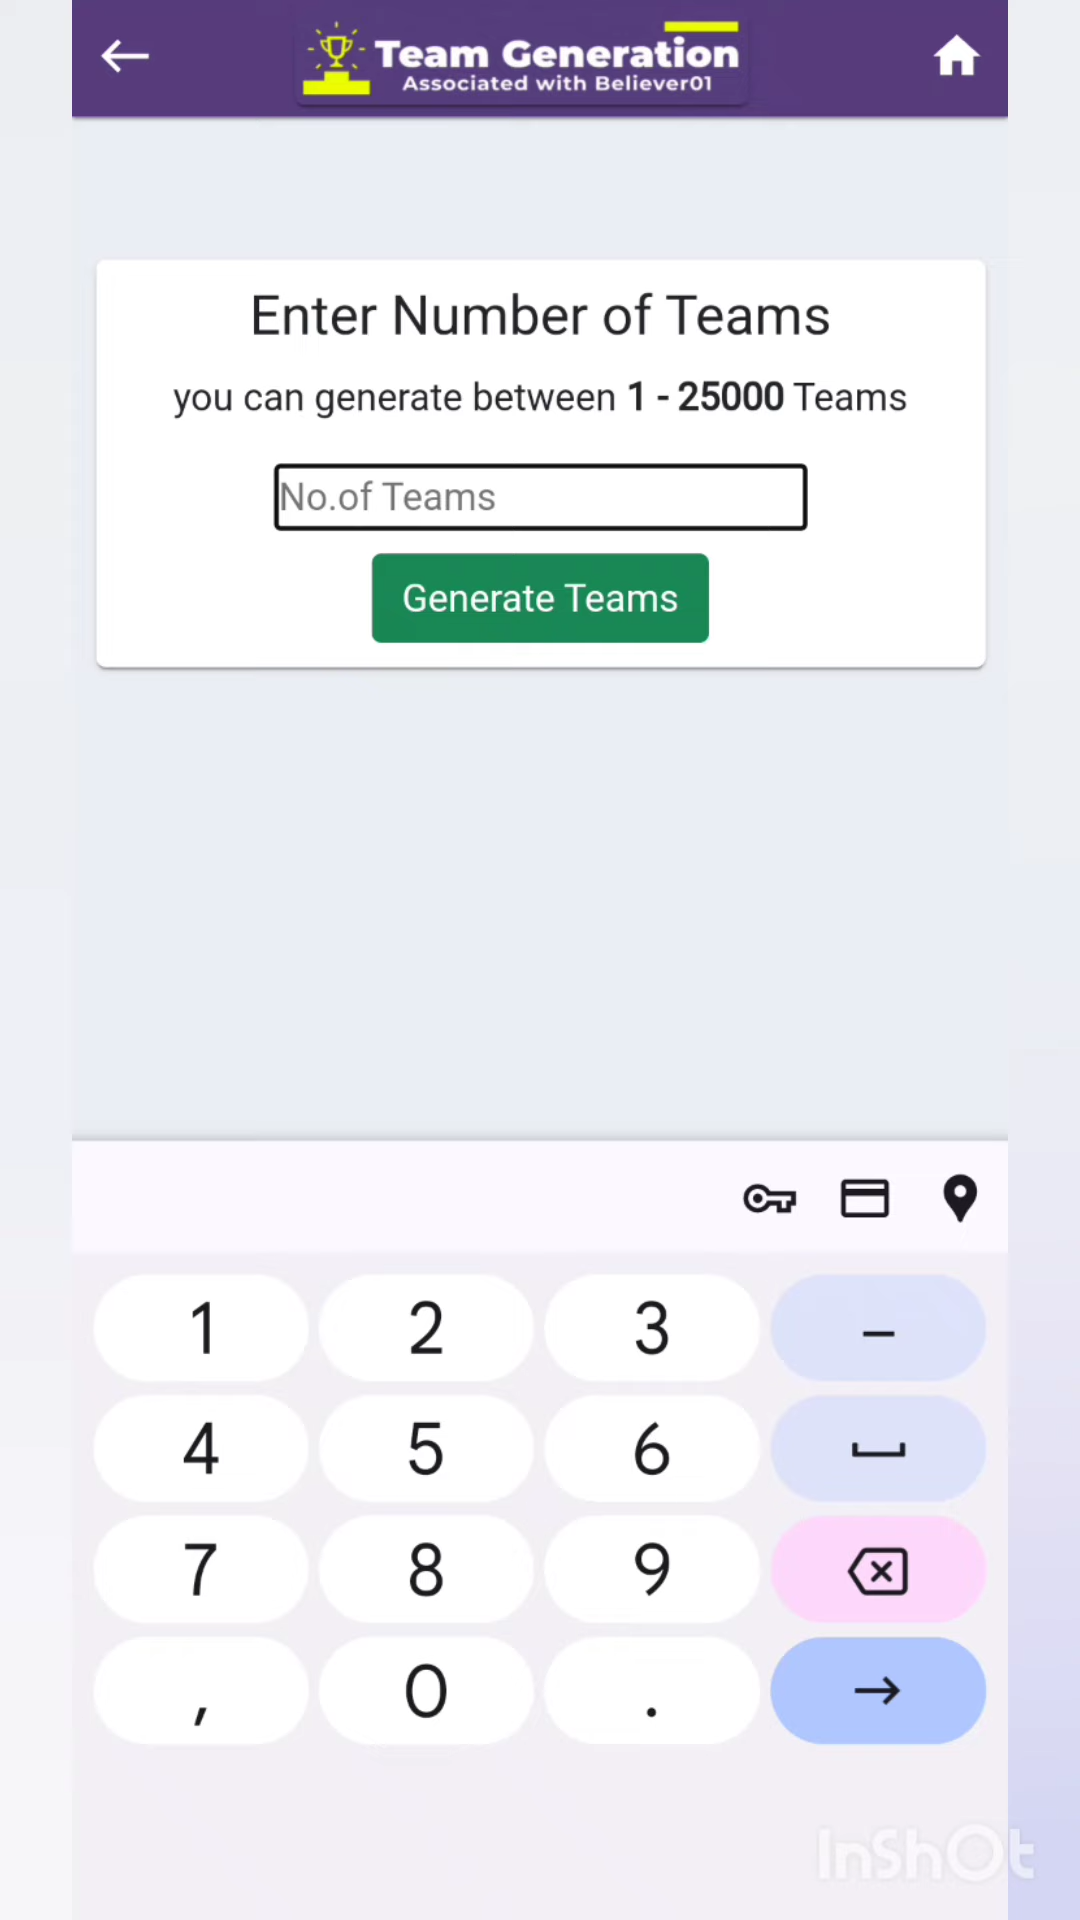 Team Generation
Associated with Believer01
Enter Number of Teams
you can generate between 1 - 25000 Teams
No.of Teams
Generate Teams
1 2 3 –
4 5 6
7 8 9
, 0 .
InShOt